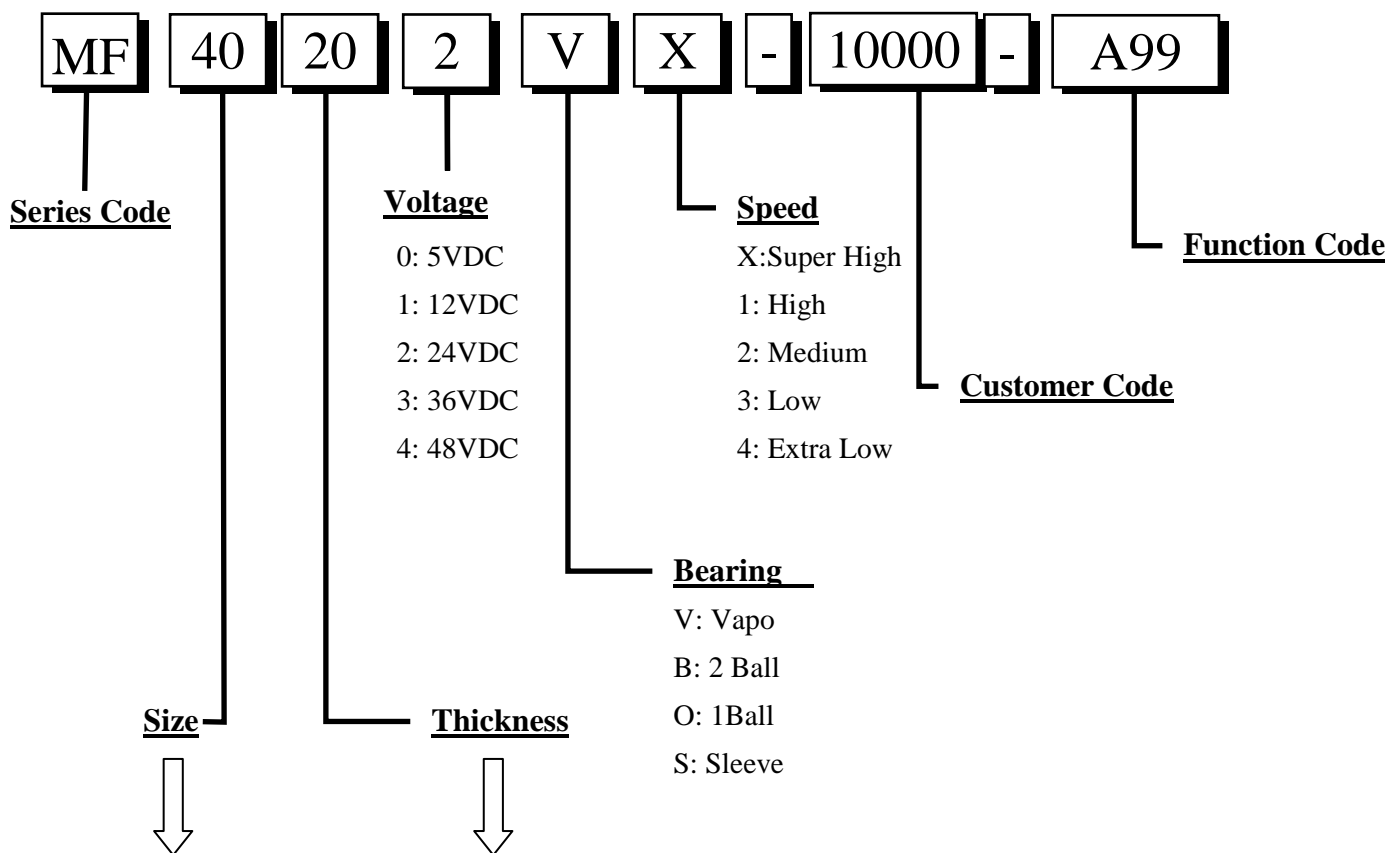 MF 40 20 2 V X - 10000 - A99
Series Code
Voltage
0: 5VDC
1: 12VDC
2: 24VDC
3: 36VDC
4: 48VDC
Speed
X:Super High
1: High
2: Medium
3: Low
4: Extra Low
Function Code
Customer Code
Bearing
V: Vapo
B: 2 Ball
O: 1Ball
S: Sleeve
Size
Thickness